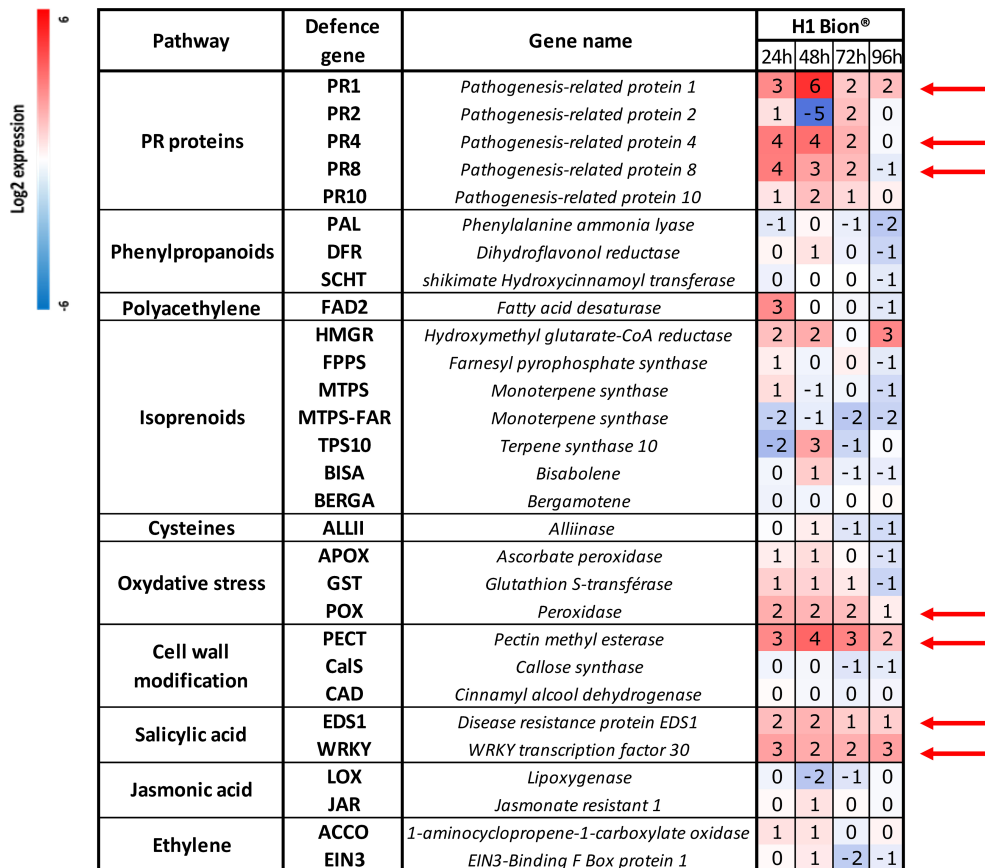 6
Log2 expression
-6
Pathway Defence gene Gene name H1 Bion®
24h 48h 72h 96h
PR proteins
PR1 Pathogenesis-related protein 1 3 6 2 2
PR2 Pathogenesis-related protein 2 1 -5 2 0
PR4 Pathogenesis-related protein 4 4 4 2 0
PR8 Pathogenesis-related protein 8 4 3 2 -1
PR10 Pathogenesis-related protein 10 1 2 1 0
Phenylpropanoids
PAL Phenylalanine ammonia lyase -1 0 -1 -2
DFR Dihydroflavonol reductase 0 1 0 -1
SCHT shikimate Hydroxycinnamoyl transferase 0 0 0 -1
Polyacethylene FAD2 Fatty acid desaturase 3 0 0 -1
Isoprenoids
HMGR Hydroxymethyl glutarate-CoA reductase 2 2 0 3
FPPS Farnesyl pyrophosphate synthase 1 0 0 -1
MTPS Monoterpene synthase 1 -1 0 -1
MTPS-FAR Monoterpene synthase -2 -1 -2 -2
TPS10 Terpene synthase 10 -2 3 -1 0
BISA Bisabolene 0 1 -1 -1
BERGA Bergamotene 0 0 0 0
Cysteines ALLII Alliinase 0 1 -1 -1
Oxydative stress
APOX Ascorbate peroxidase 1 1 0 -1
GST Glutathion S-transférase 1 1 1 -1
POX Peroxidase 2 2 2 1
Cell wall modification
PECT Pectin methyl esterase 3 4 3 2
CalS Callose synthase 0 0 -1 -1
CAD Cinnamyl alcool dehydrogenase 0 0 0 0
Salicylic acid
EDS1 Disease resistance protein EDS1 2 2 1 1
WRKY WRKY transcription factor 30 3 2 2 3
Jasmonic acid
LOX Lipoxygenase 0 -2 -1 0
JAR Jasmonate resistant 1 0 1 0 0
Ethylene
ACCO 1-aminocyclopropene-1-carboxylate oxidase 1 1 0 0
EIN3 EIN3-Binding F Box protein 1 0 1 -2 -1